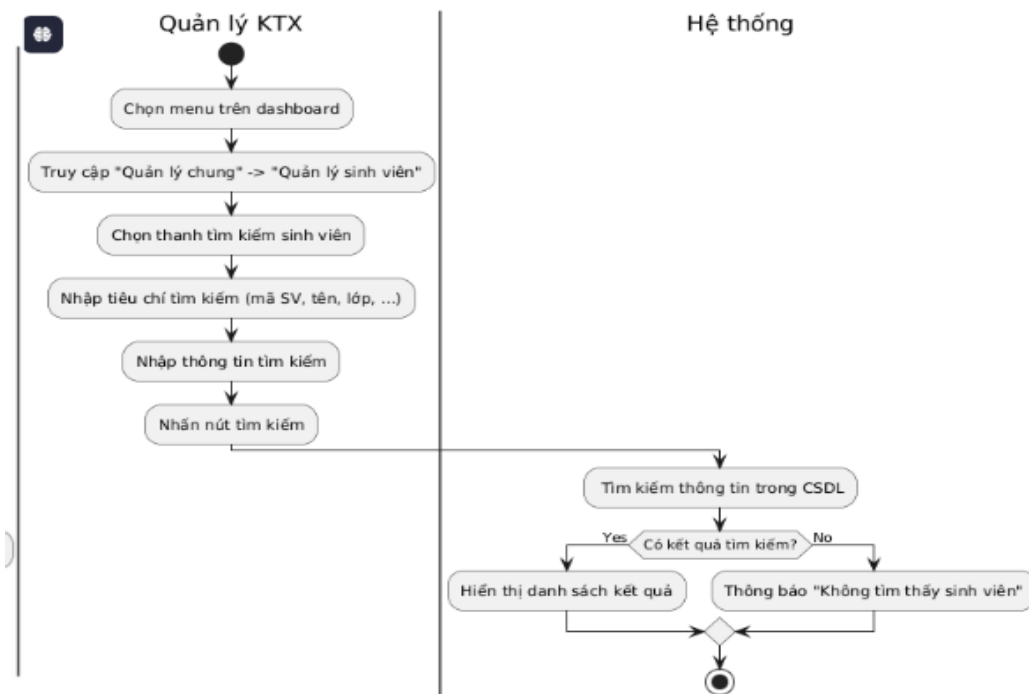 Quản lý KTX
Hệ thống
Chọn menu trên dashboard
Truy cập "Quản lý chung" -> "Quản lý sinh viên"
Chọn thanh tìm kiếm sinh viên
Nhập tiêu chí tìm kiếm (mã SV, tên, lớp, ...)
Nhập thông tin tìm kiếm
Nhấn nút tìm kiếm
Tìm kiếm thông tin trong CSDL
Yes
Có kết quả tìm kiếm?
No
Hiển thị danh sách kết quả
Thông báo "Không tìm thấy sinh viên"